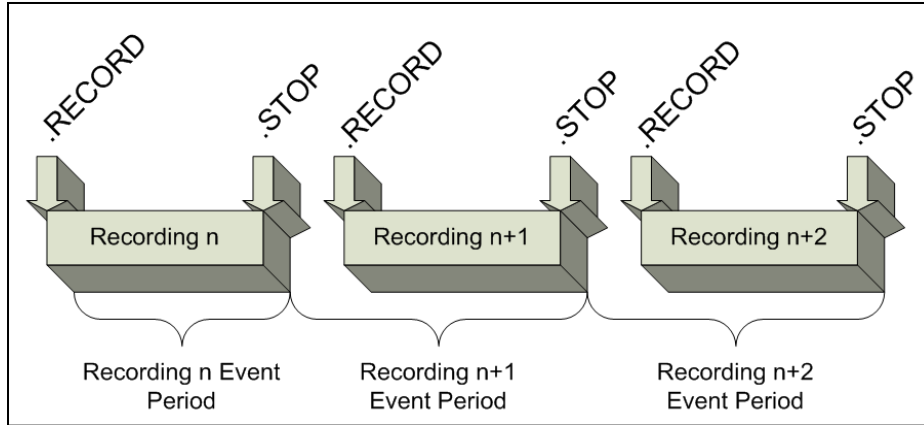 .RECORD
.STOP
.RECORD
.STOP
.RECORD
.STOP
Recording n
Recording n+1
Recording n+2
Recording n Event
Period
Recording n+1
Event Period
Recording n+2
Event Period